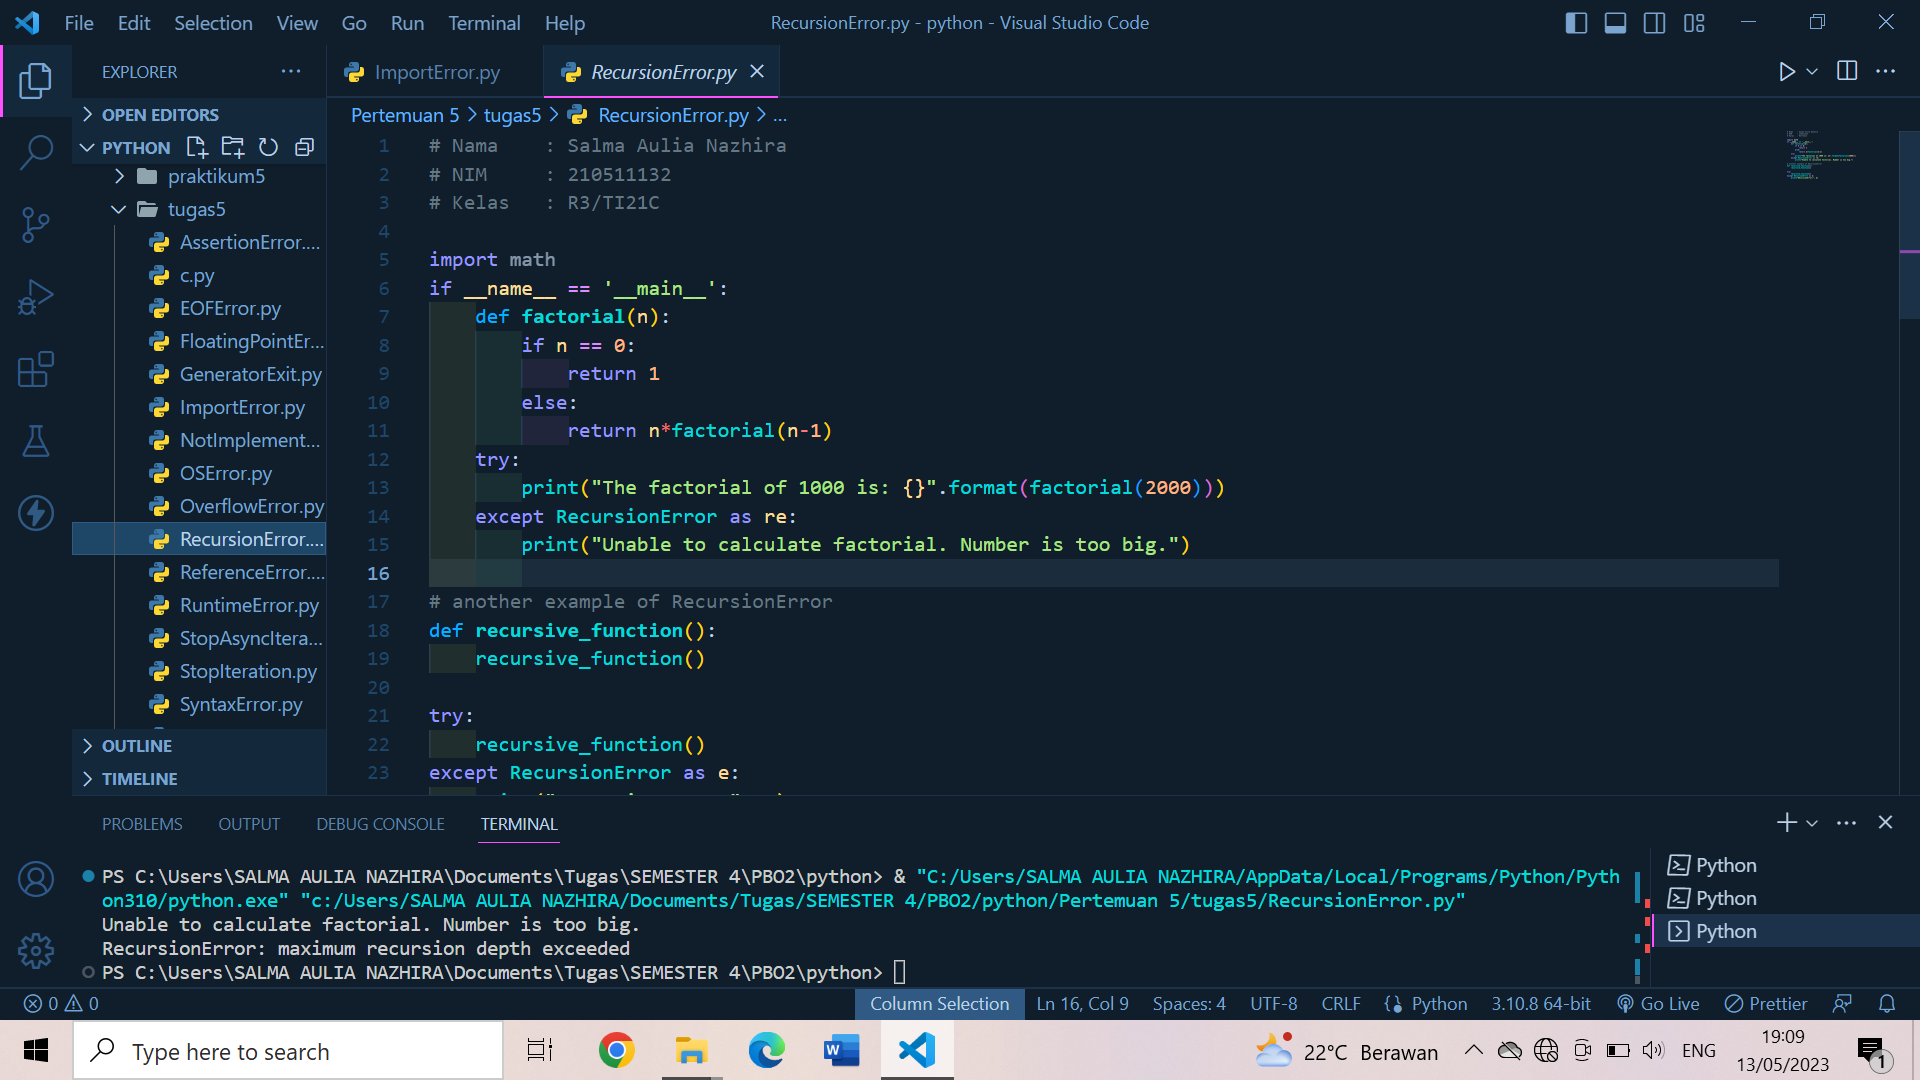 File Edit Selection View Go Run Terminal Help
RecursionError.py - python - Visual Studio Code
EXPLORER
OPEN EDITORS
PYTHON
praktikum5
tugas5
AssertionError....
c.py
EOFError.py
FloatingPointEr...
GeneratorExit.py
ImportError.py
NotImplement...
OSError.py
OverflowError.py
RecursionError....
ReferenceError....
RuntimeError.py
StopAsyncItera...
StopIteration.py
SyntaxError.py
OUTLINE
TIMELINE
ImportError.py
RecursionError.py
Pertemuan 5 > tugas5 > RecursionError.py > ...
1 # Nama : Salma Aulia Nazhira
2 # NIM : 210511132
3 # Kelas : R3/TI21C
4
5 import math
6 if __name__ == '__main__':
7 def factorial(n):
8 if n == 0:
9 return 1
10 else:
11 return n*factorial(n-1)
12 try:
13 print("The factorial of 1000 is: {}".format(factorial(2000)))
14 except RecursionError as re:
15 print("Unable to calculate factorial. Number is too big.")
16
17 # another example of RecursionError
18 def recursive_function():
19 recursive_function()
20
21 try:
22 recursive_function()
23 except RecursionError as e:
PROBLEMS OUTPUT DEBUG CONSOLE TERMINAL
PS C:\Users\SALMA AULIA NAZHIRA\Documents\Tugas\SEMESTER 4\PBO2\python> & "C:/Users/SALMA AULIA NAZHIRA/AppData/Local/Programs/Python/Pyth
on310/python.exe" "c:/Users/SALMA AULIA NAZHIRA/Documents/Tugas/SEMESTER 4/PBO2/python/Pertemuan 5/tugas5/RecursionError.py"
Unable to calculate factorial. Number is too big.
RecursionError: maximum recursion depth exceeded
PS C:\Users\SALMA AULIA NAZHIRA\Documents\Tugas\SEMESTER 4\PBO2\python>
Python
Python
Python
0 0
Column Selection Ln 16, Col 9 Spaces: 4 UTF-8 CRLF Python 3.10.8 64-bit Go Live Prettier
Type here to search
22°C Berawan
ENG
19:09
13/05/2023
1